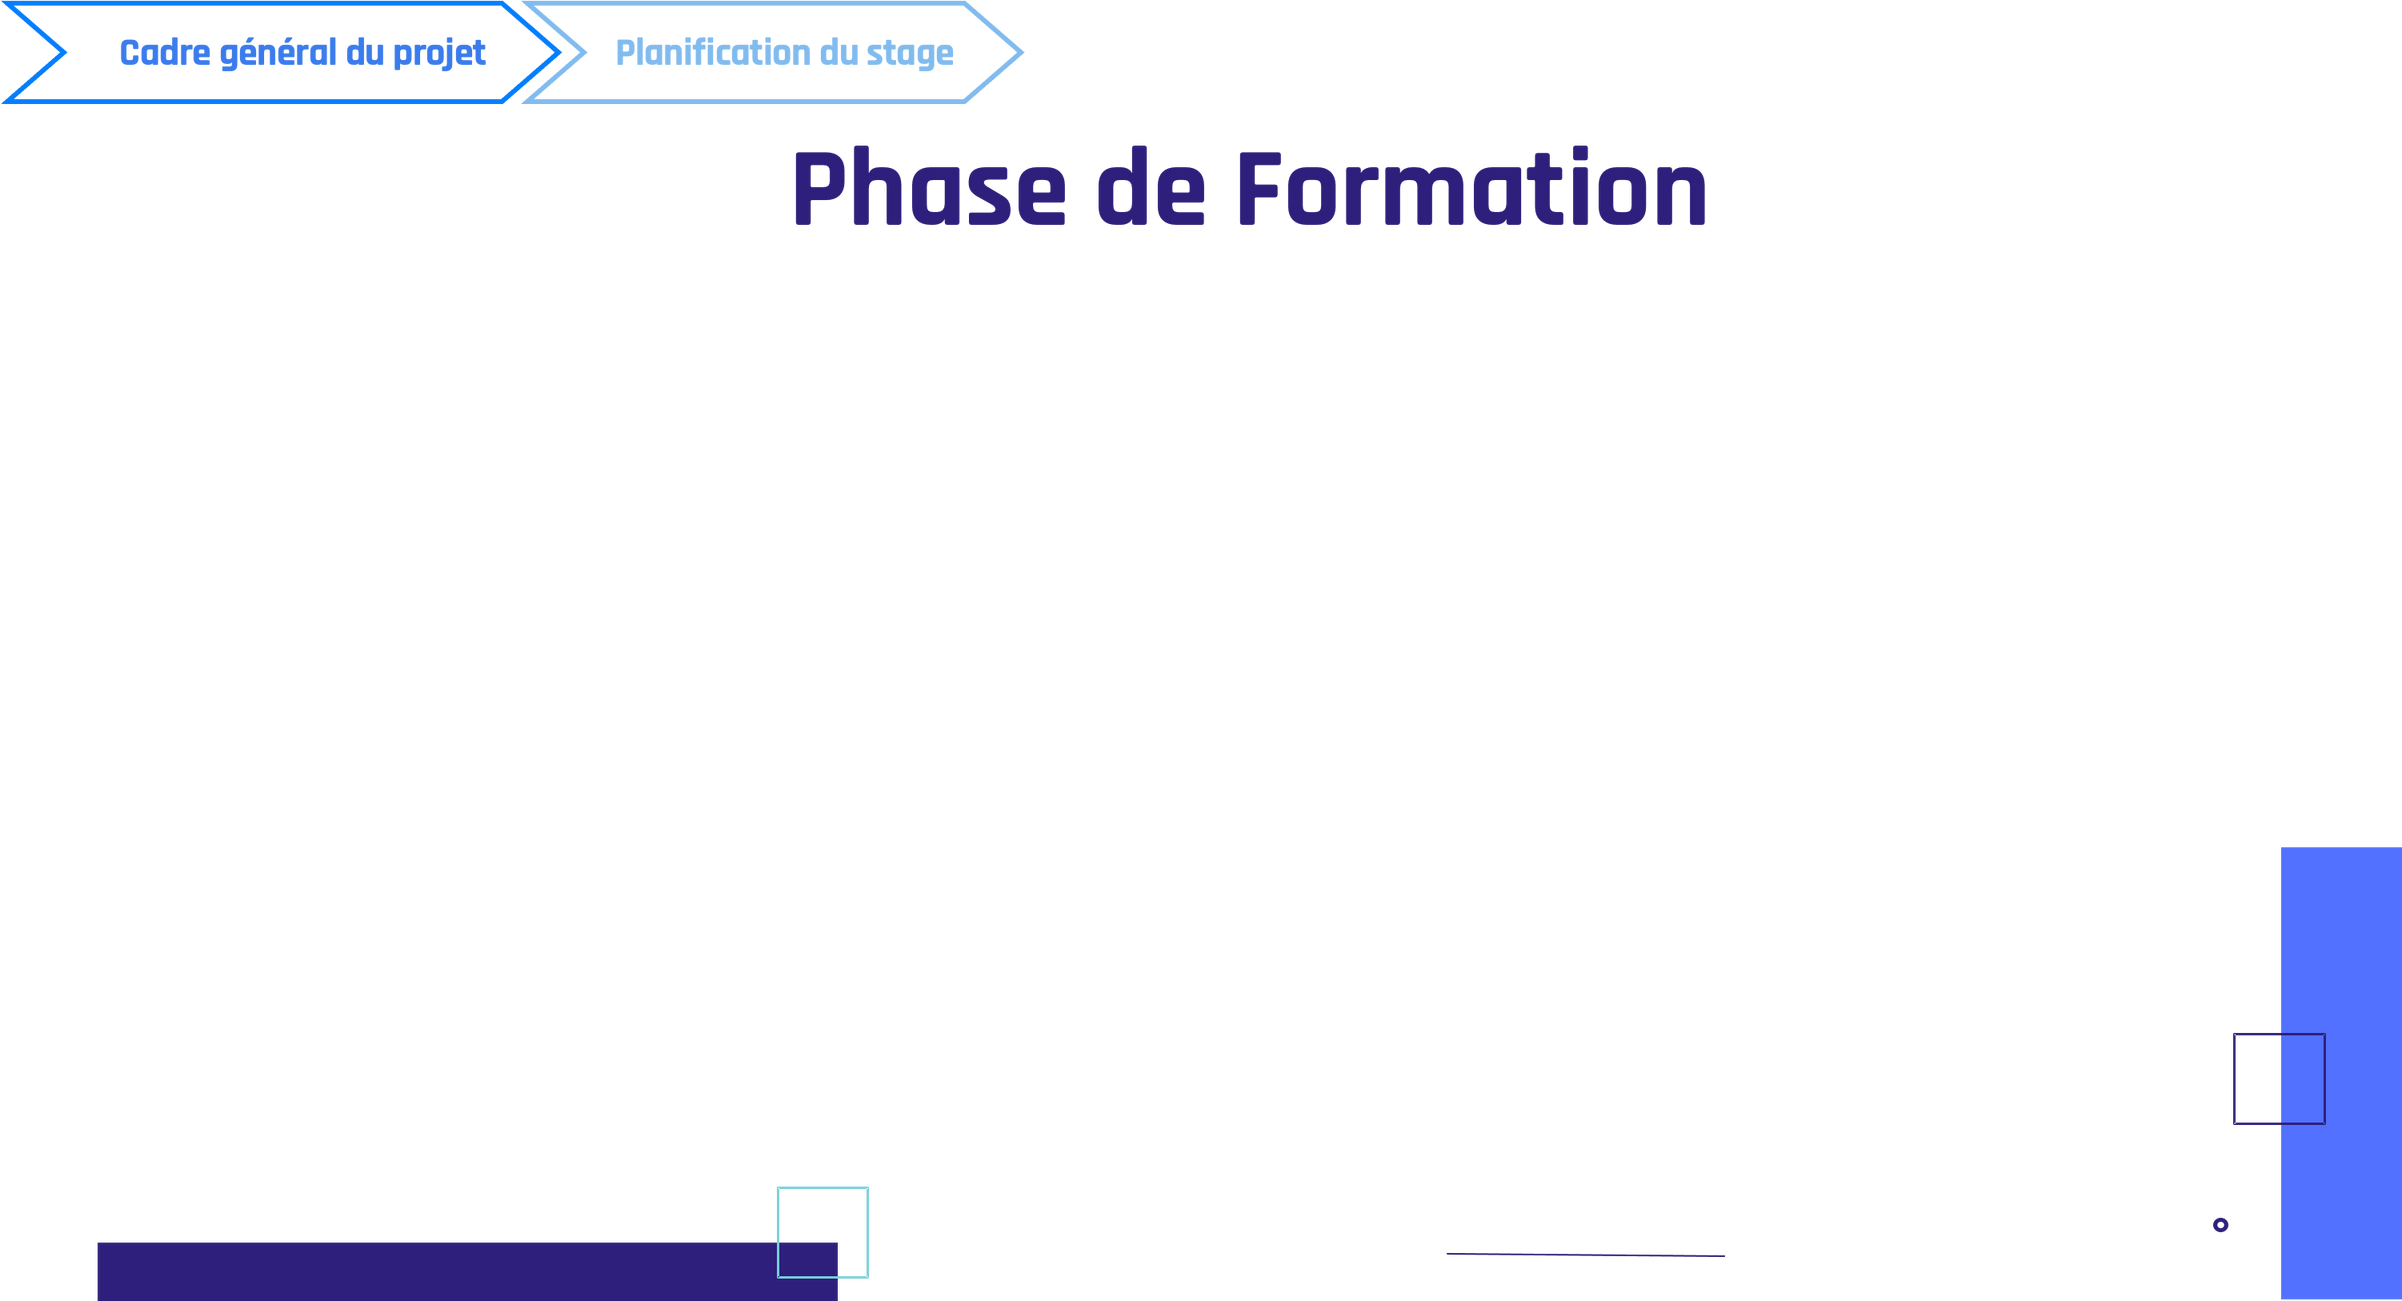 Cadre général du projet
Planification du stage
Phase de Formation